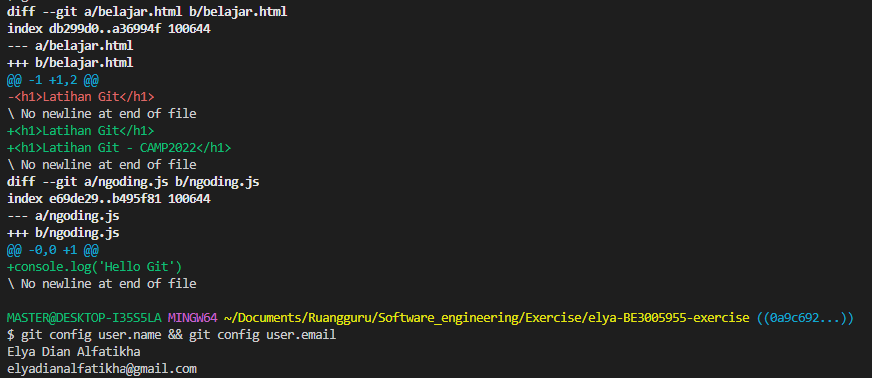 diff --git a/belajar.html b/belajar.html
index db299d0..a36994f 100644
--- a/belajar.html
+++ b/belajar.html
@@ -1 +1,2 @@
-<h1>Latihan Git</h1>
\ No newline at end of file
+<h1>Latihan Git</h1>
+<h1>Latihan Git - CAMP2022</h1>
\ No newline at end of file
diff --git a/ngoding.js b/ngoding.js
index e69de29..b495f81 100644
--- a/ngoding.js
+++ b/ngoding.js
@@ -0,0 +1 @@
+console.log('Hello Git')
\ No newline at end of file
MASTER@DESKTOP-I35S5LA MINGW64 ~/Documents/Ruangguru/Software_engineering/Exercise/elya-BE3005955-exercise ((0a9c692...))
$ git config user.name && git config user.email
Elya Dian Alfatikha
elyadianalfatikha@gmail.com